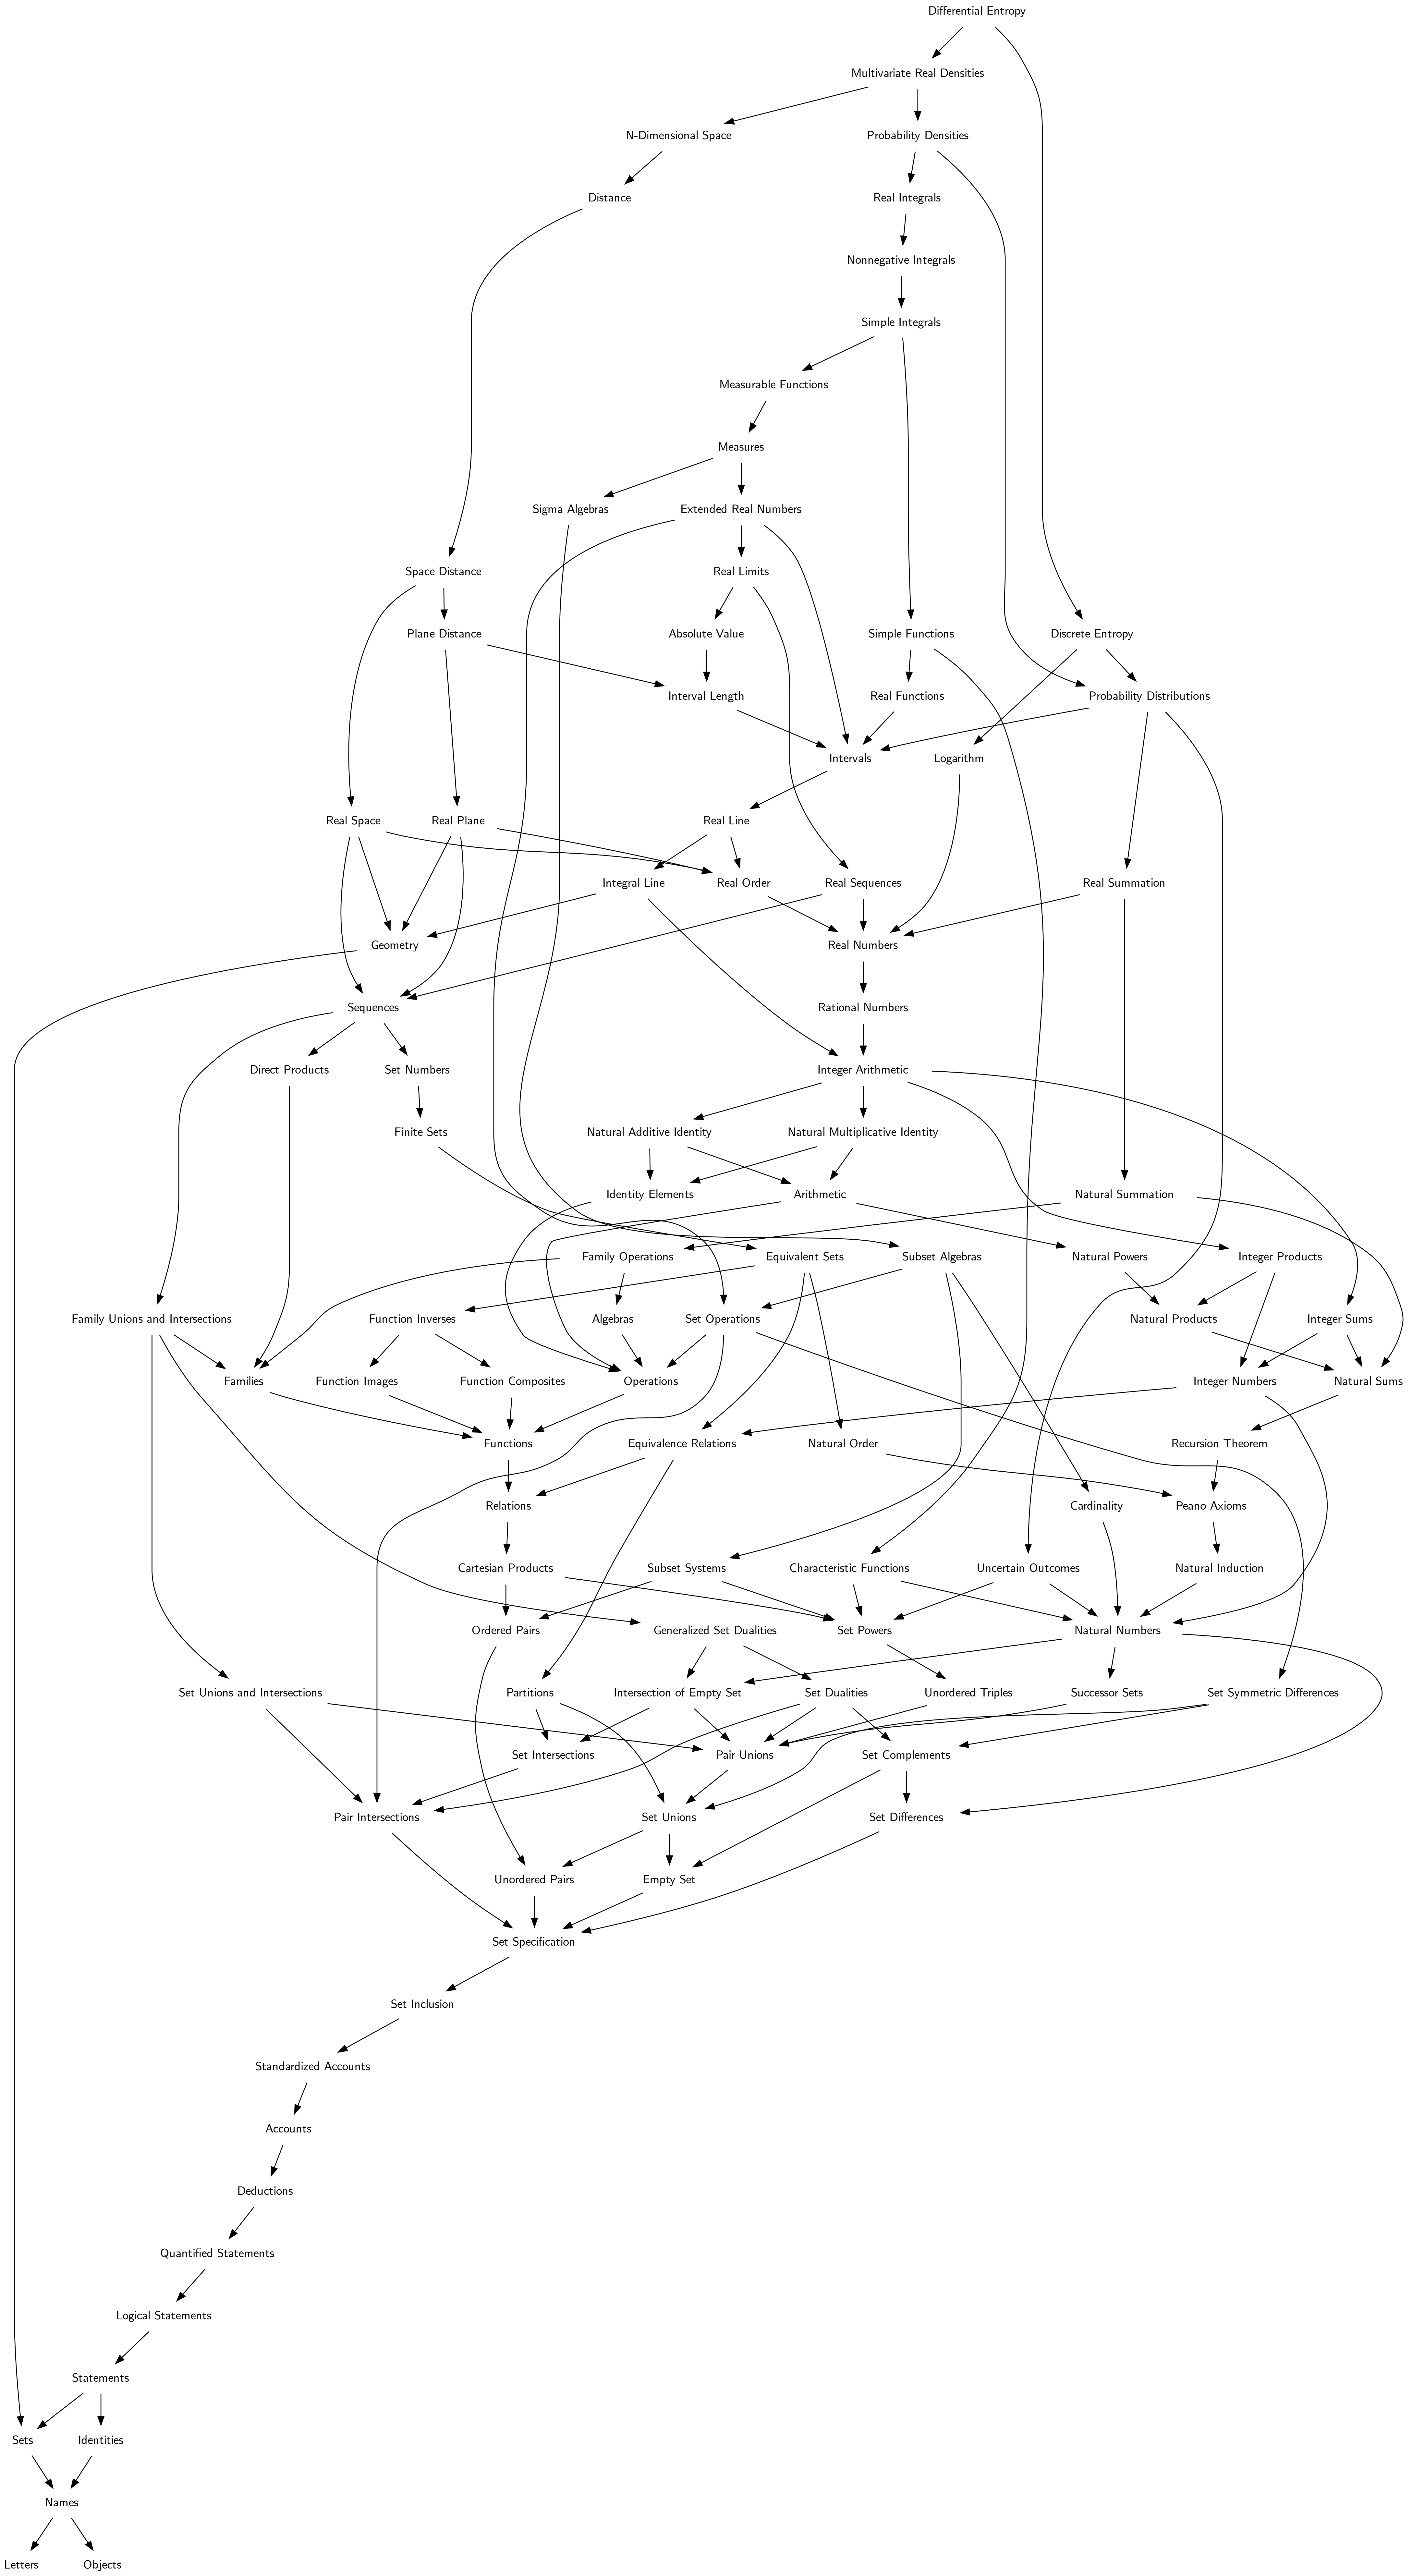 Differential Entropy
Multivariate Real Densities
N-Dimensional Space
Probability Densities
Distance
Real Integrals
Nonnegative Integrals
Simple Integrals
Measurable Functions
Measures
Sigma Algebras
Extended Real Numbers
Space Distance
Real Limits
Plane Distance
Absolute Value
Simple Functions
Discrete Entropy
Interval Length
Real Functions
Probability Distributions
Intervals
Logarithm
Real Space
Real Plane
Real Line
Integral Line
Real Order
Real Sequences
Real Summation
Geometry
Real Numbers
Sequences
Rational Numbers
Direct Products
Set Numbers
Integer Arithmetic
Finite Sets
Natural Additive Identity
Natural Multiplicative Identity
Identity Elements
Arithmetic
Natural Summation
Family Operations
Equivalent Sets
Subset Algebras
Natural Powers
Integer Products
Family Unions and Intersections
Function Inverses
Algebras
Set Operations
Natural Products
Integer Sums
Families
Function Images
Function Composites
Operations
Integer Numbers
Natural Sums
Functions
Equivalence Relations
Natural Order
Recursion Theorem
Relations
Cardinality
Peano Axioms
Cartesian Products
Subset Systems
Characteristic Functions
Uncertain Outcomes
Natural Induction
Ordered Pairs
Generalized Set Dualities
Set Powers
Natural Numbers
Set Unions and Intersections
Partitions
Intersection of Empty Set
Set Dualities
Unordered Triples
Successor Sets
Set Symmetric Differences
Set Intersections
Pair Unions
Set Complements
Pair Intersections
Set Unions
Set Differences
Unordered Pairs
Empty Set
Set Specification
Set Inclusion
Standardized Accounts
Accounts
Deductions
Quantified Statements
Logical Statements
Statements
Sets
Identities
Names
Letters
Objects